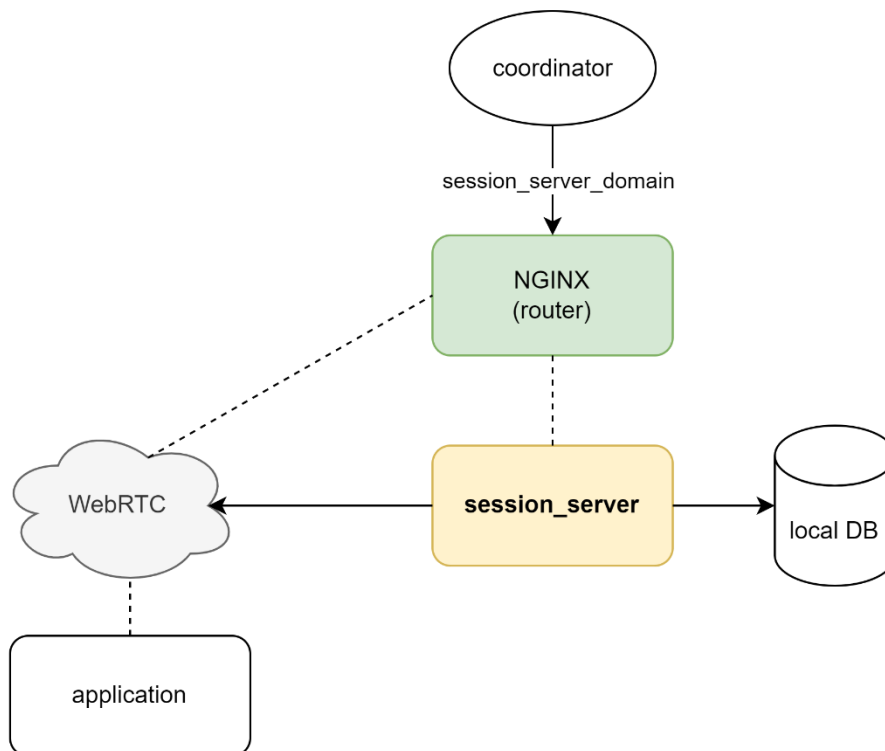 coordinator
session_server_domain
NGINX
(router)
WebRTC
session_server
local DB
application